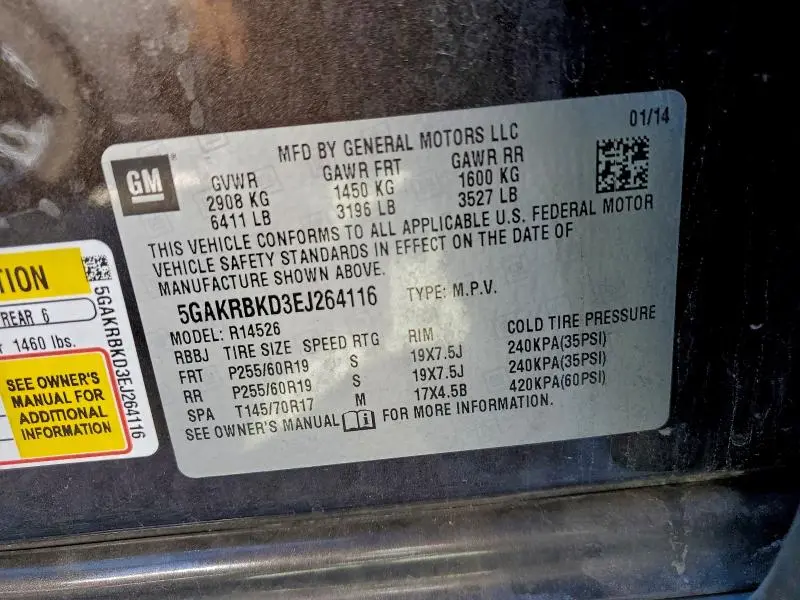 01/14
MFD BY GENERAL MOTORS LLC
GM
GVWR GAWR FRT GAWR RR
2908 KG 1450 KG 1600 KG
6411 LB 3196 LB 3527 LB
THIS VEHICLE CONFORMS TO ALL APPLICABLE U.S. FEDERAL MOTOR
VEHICLE SAFETY STANDARDS IN EFFECT ON THE DATE OF
MANUFACTURE SHOWN ABOVE.
5GAKRBKD3EJ264116 TYPE: M.P.V.
MODEL: R14526
RBBJ TIRE SIZE SPEED RTG RIM COLD TIRE PRESSURE
FRT P255/60R19 S 19X7.5J 240KPA(35PSI)
RR P255/60R19 S 19X7.5J 240KPA(35PSI)
SPA T145/70R17 M 17X4.5B 420KPA(60PSI)
SEE OWNER'S MANUAL FOR MORE INFORMATION.
TION
REAR 6
1460 lbs.
SEE OWNER'S
MANUAL FOR
ADDITIONAL
INFORMATION
5GAKRBKD3EJ264116